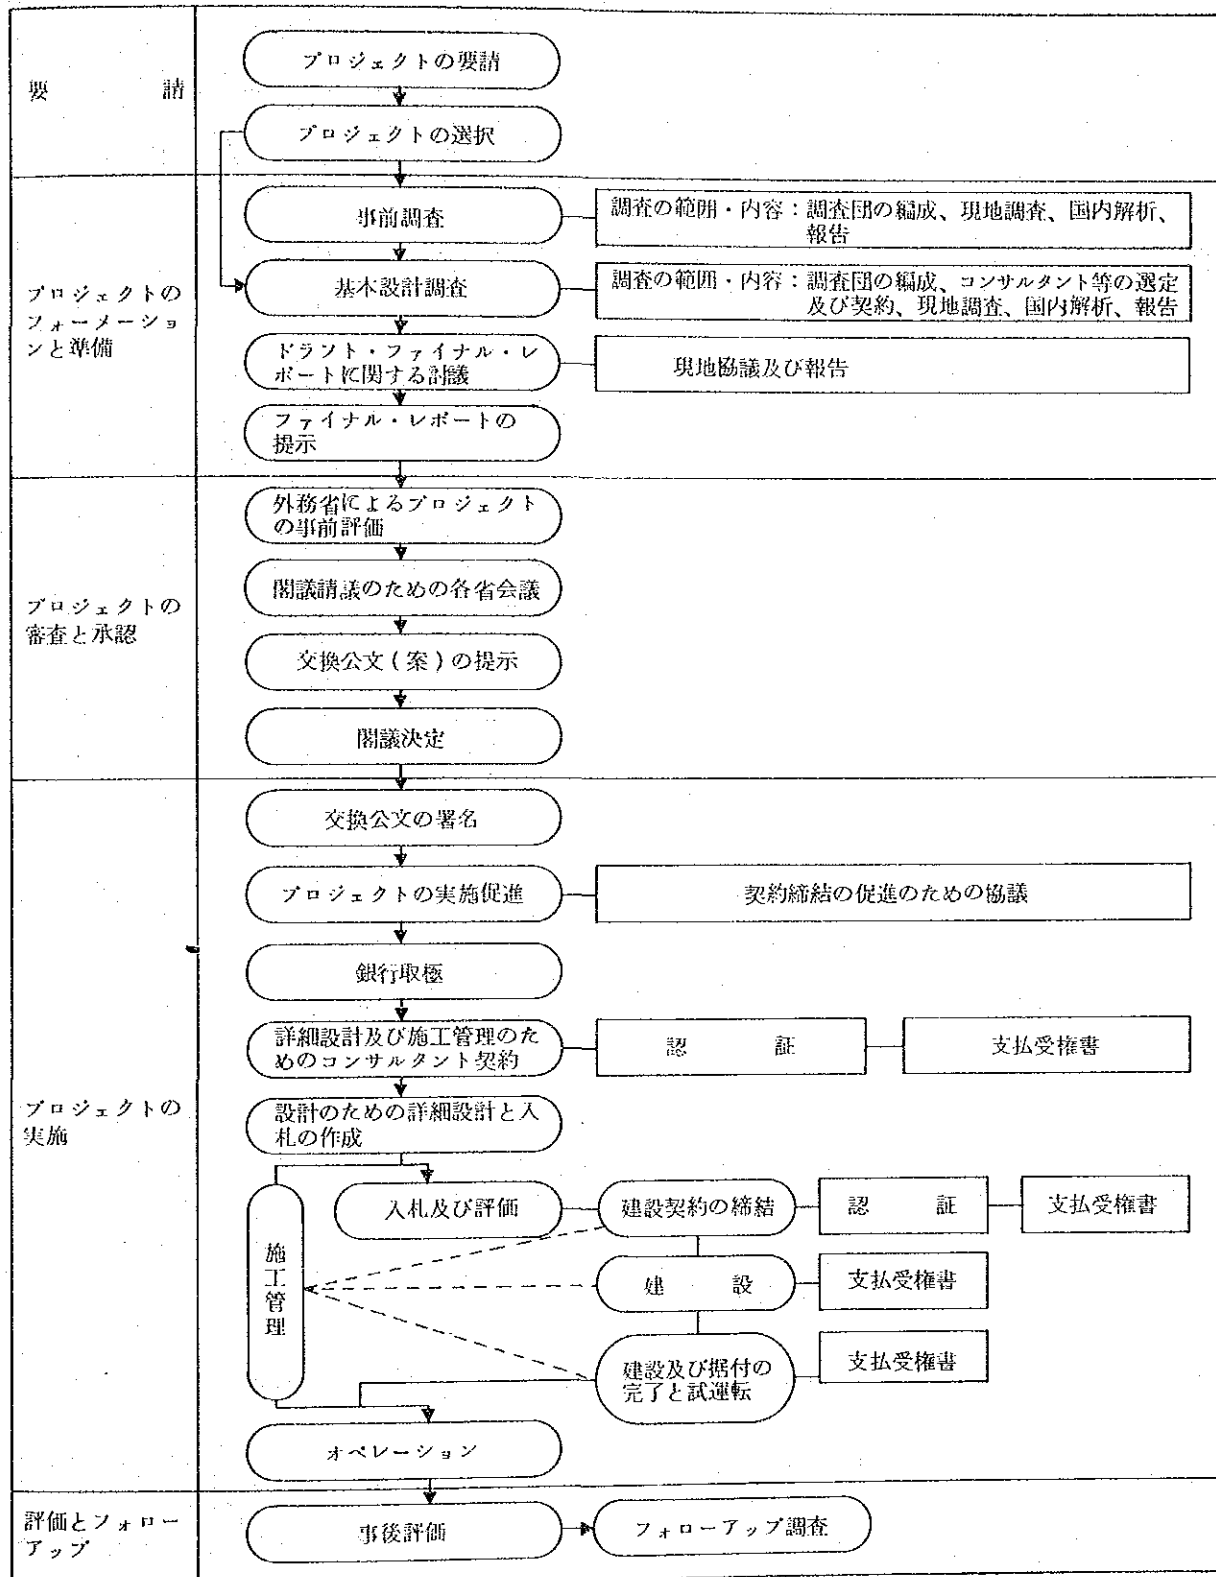 要　　請
プロジェクトの要請
プロジェクトの選択
プロジェクトの
フォーメーショ
ンと準備
事前調査
調査の範囲・内容：調査団の編成、現地調査、国内解析、
報告
基本設計調査
調査の範囲・内容：調査団の編成、コンサルタント等の選定
及び契約、現地調査、国内解析、報告
ドラント・ファイナル・レ
ポートに関する討議
現地協議及び報告
ファイナル・レポートの
提示
プロジェクトの
審査と承認
外務省によるプロジェクト
の事前評価
閣議請議のための各省会議
交換公文(案)の提示
閣議決定
プロジェクトの
実施
交換公文の署名
プロジェクトの実施促進
契約締結の促進のための協議
銀行取極
詳細設計及び施工管理のた
めのコンサルタント契約
認　　証
支払受権書
設計のための詳細設計と入
札の作成
施工管理
入札及び評価
建設契約の締結
認　　証
支払受権書
建　　設
支払受権書
建設及び据付の
完了と試運転
支払受権書
オペレーション
評価とフォロー
アップ
事後評価
フォローアップ調査